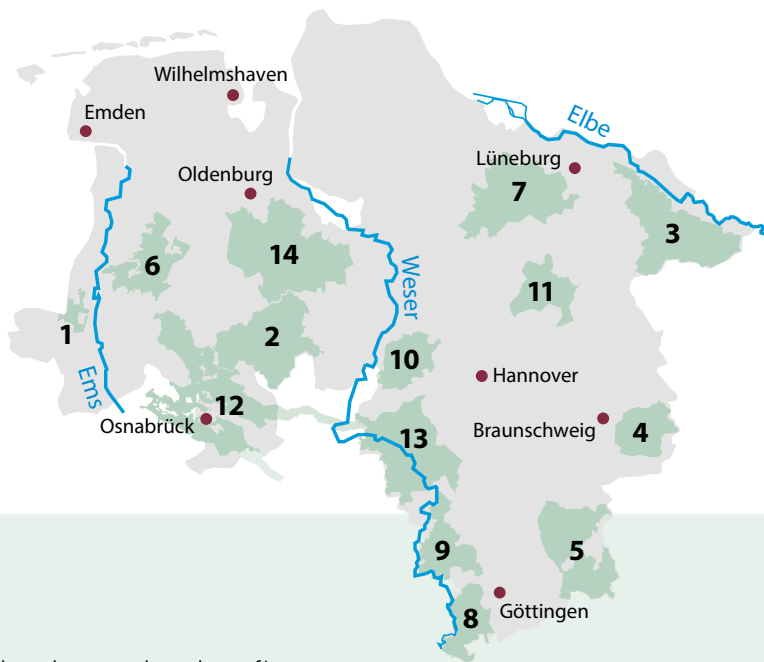 Wilhelmshaven
Emden
Elbe
Lüneburg
Oldenburg
7
3
6
14
11
Weser
1
2
10
Ems
Hannover
12
Osnabrück
13
Braunschweig
4
9
5
8
Göttingen